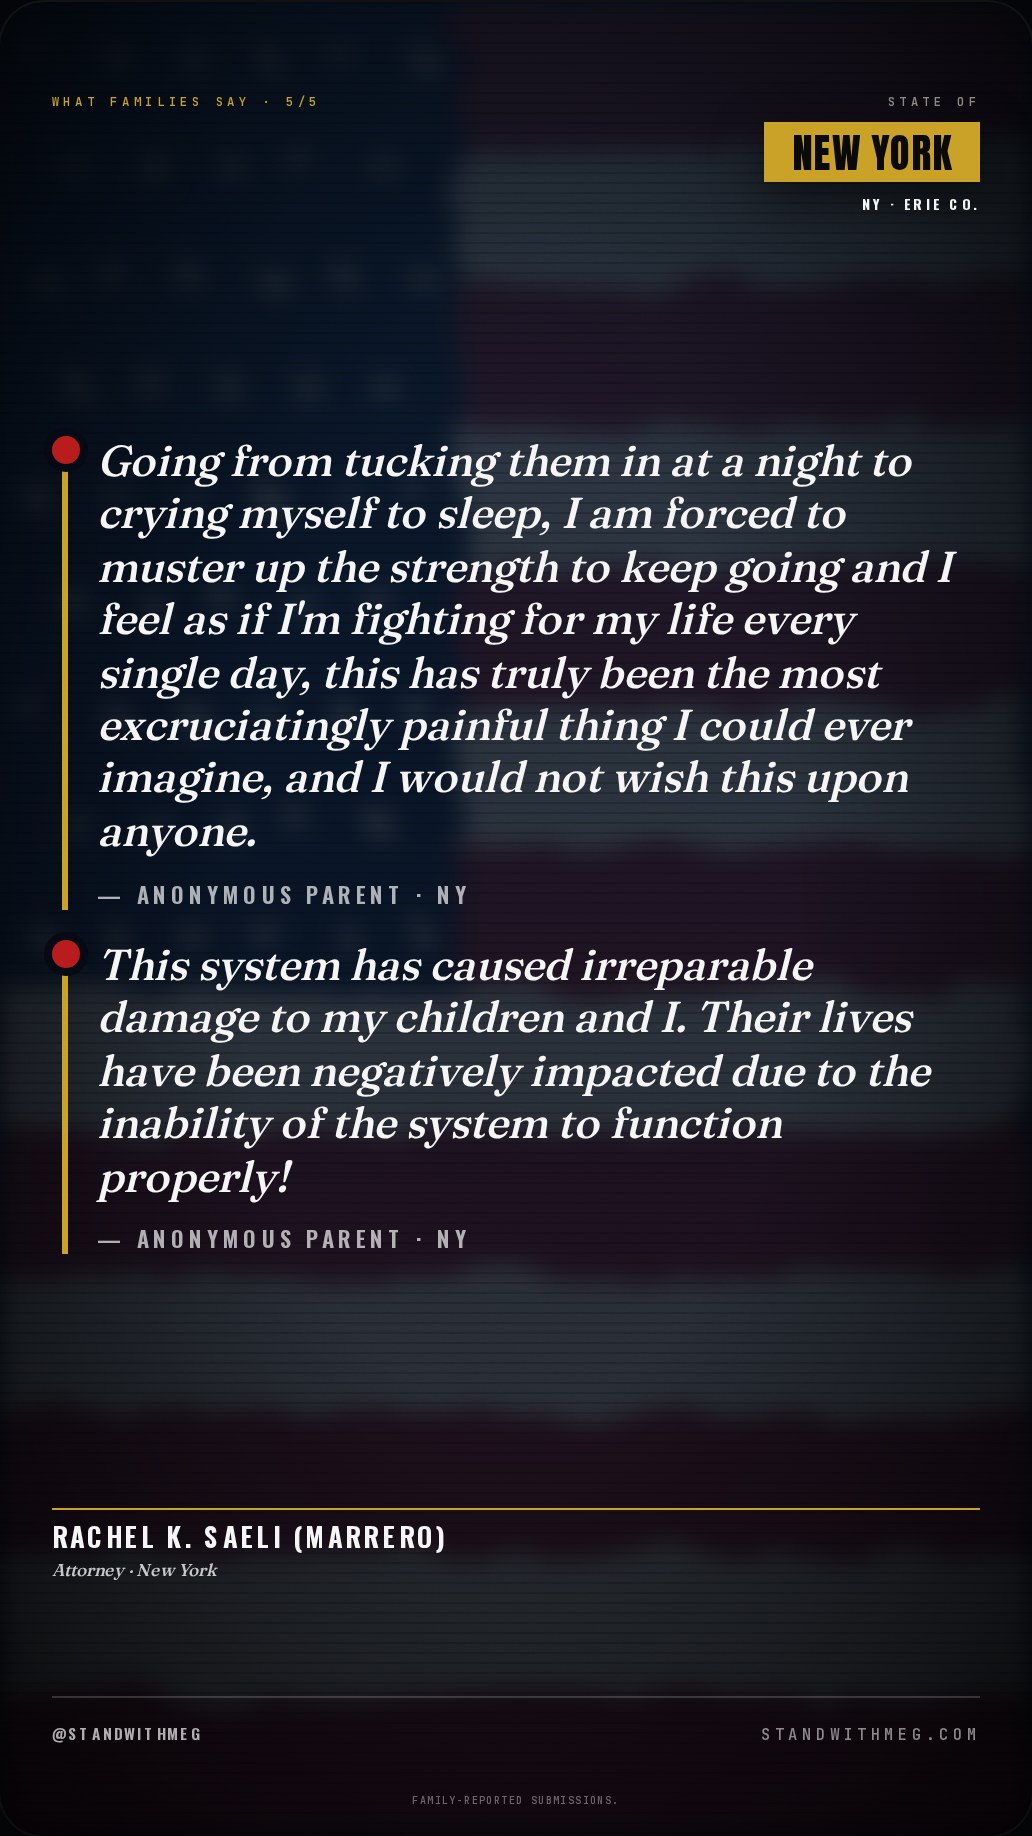 WHAT FAMILIES SAY · 5/5
STATE OF
NEW YORK
NY · ERIE CO.
Going from tucking them in at a night to
crying myself to sleep, I am forced to
muster up the strength to keep going and I
feel as if I'm fighting for my life every
single day, this has truly been the most
excruciatingly painful thing I could ever
imagine, and I would not wish this upon
anyone.
— ANONYMOUS PARENT · NY
This system has caused irreparable
damage to my children and I. Their lives
have been negatively impacted due to the
inability of the system to function
properly!
— ANONYMOUS PARENT · NY
RACHEL K. SAELI (MARRERO)
Attorney · New York
@STANDWITHMEG
STANDWITHMEG.COM
FAMILY-REPORTED SUBMISSIONS.